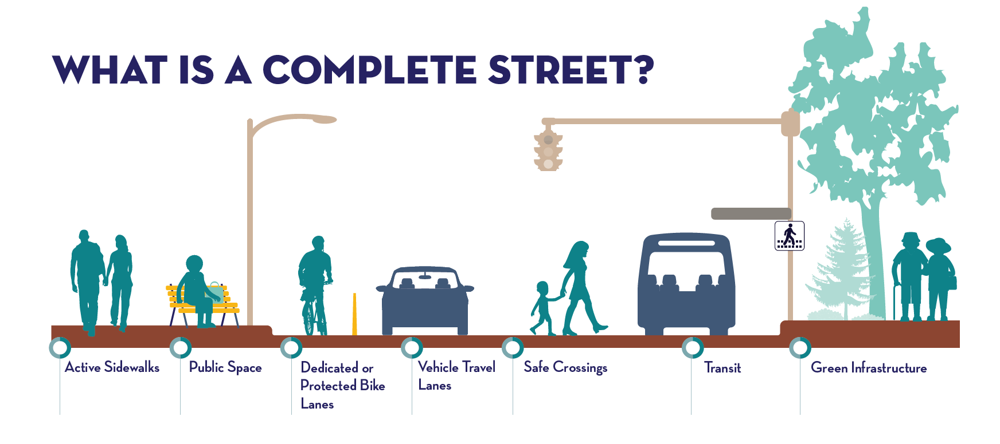 WHAT IS A COMPLETE STREET?
Active Sidewalks
Public Space
Dedicated or
Protected Bike
Lanes
Vehicle Travel
Lanes
Safe Crossings
Transit
Green Infrastructure